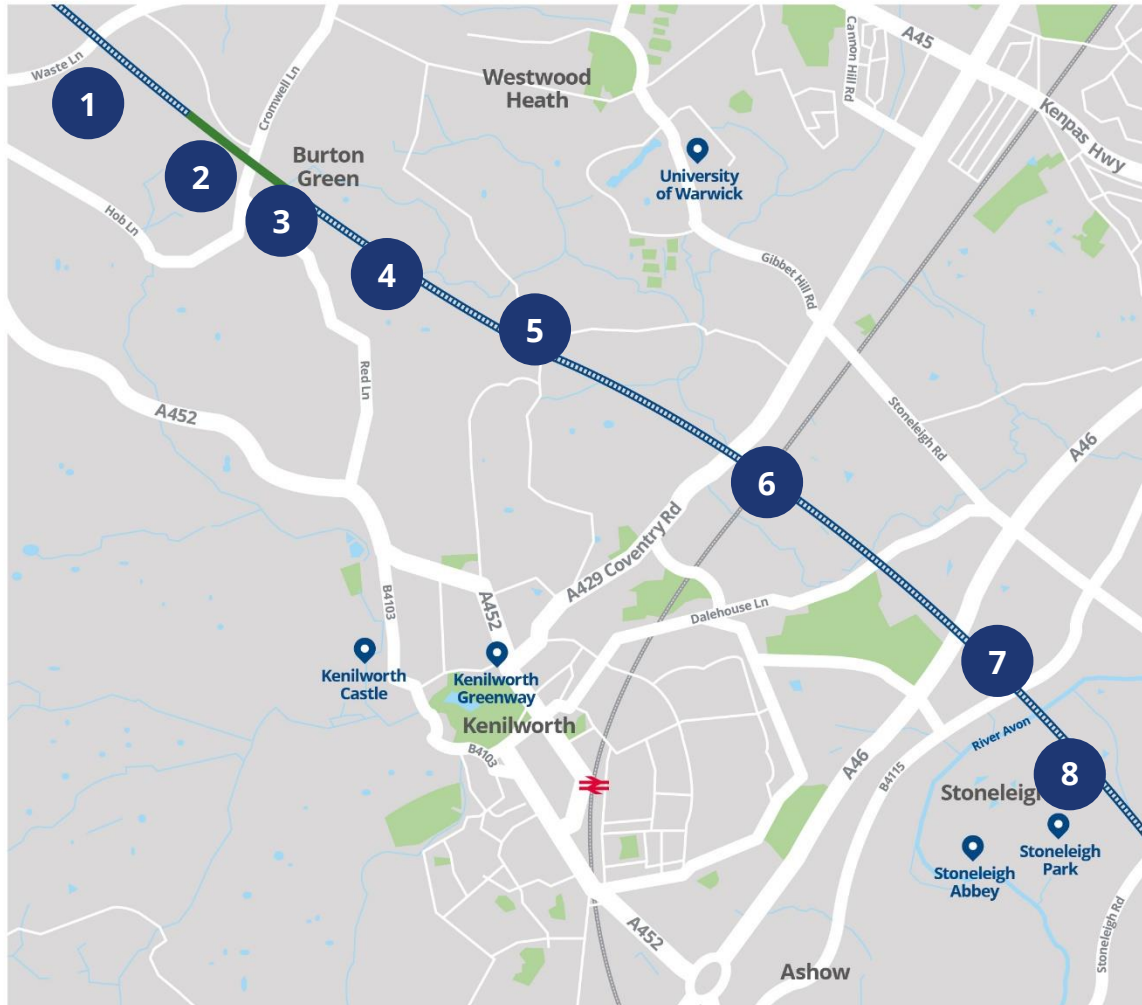 Waste Ln
1
Cromwell Ln
Westwood
Heath
Cannon Hill Rd
A45
Kenpas Hwy
Burton
Green
2
3
Hob Ln
University
of Warwick
4
Gibbet Hill Rd
5
Red Ln
A452
Stoneleigh Rd
A46
6
A429 Coventry Rd
B4103
A452
Dalehouse Ln
Kenilworth
Castle
Kenilworth
Greenway
7
Kenilworth
B4103
River Avon
A46
B4115
8
Stoneleigh
Stoneleigh
Abbey
Stoneleigh
Park
A452
Ashow
Stoneleigh Rd